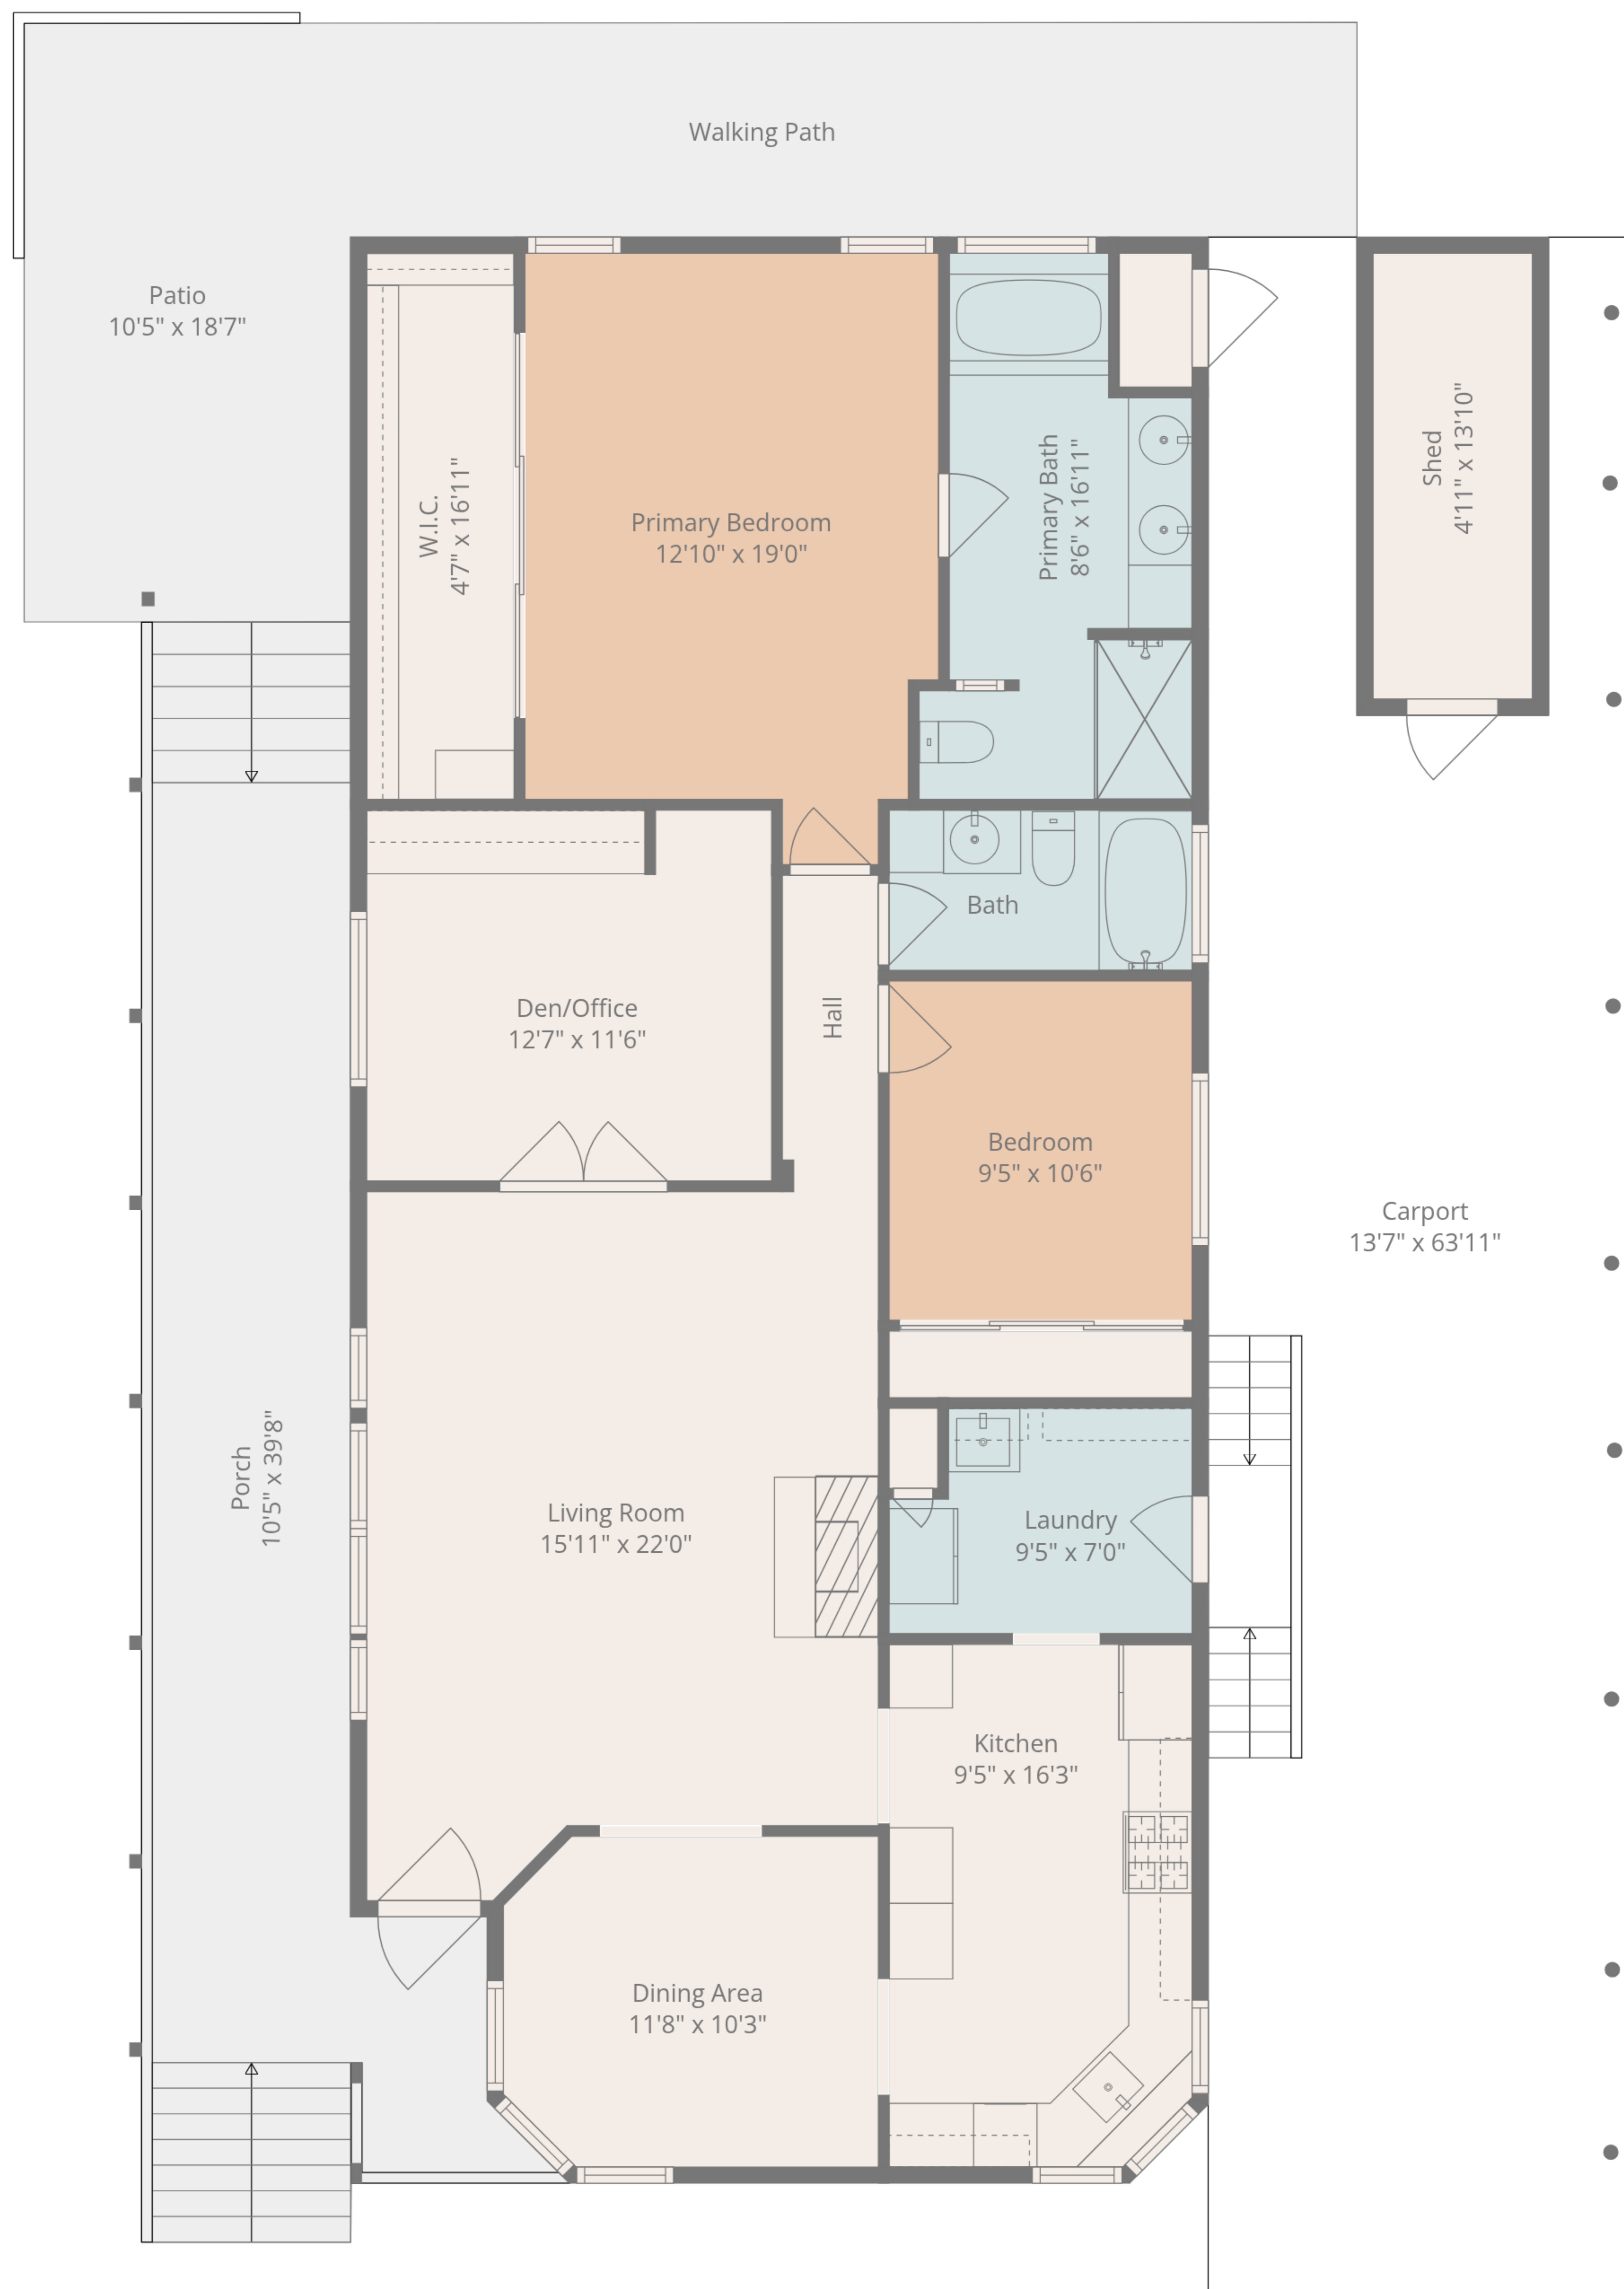 Walking Path
Patio
10'5" x 18'7"
W.I.C.
4'7" x 16'11"
Primary Bedroom
12'10" x 19'0"
Primary Bath
8'6" x 16'11"
Shed
4'11" x 13'10"
Bath
Den/Office
12'7" x 11'6"
Hall
Bedroom
9'5" x 10'6"
Carport
13'7" x 63'11"
Porch
10'5" x 39'8"
Living Room
15'11" x 22'0"
Laundry
9'5" x 7'0"
Kitchen
9'5" x 16'3"
Dining Area
11'8" x 10'3"